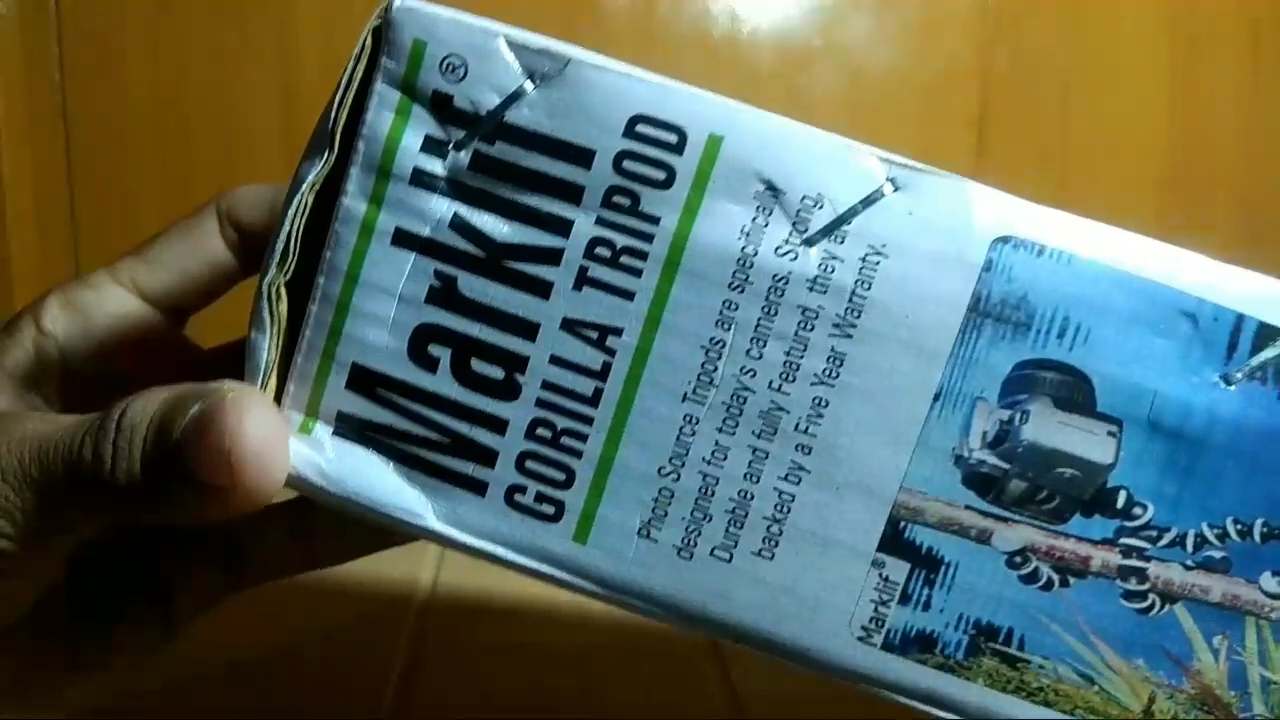 Marklif®
GORILLA TRIPOD
Photo Source Tripods are specifically
designed for today's cameras. Strong,
Durable and fully Featured, they
backed by a Five Year Warranty.
Marklif®